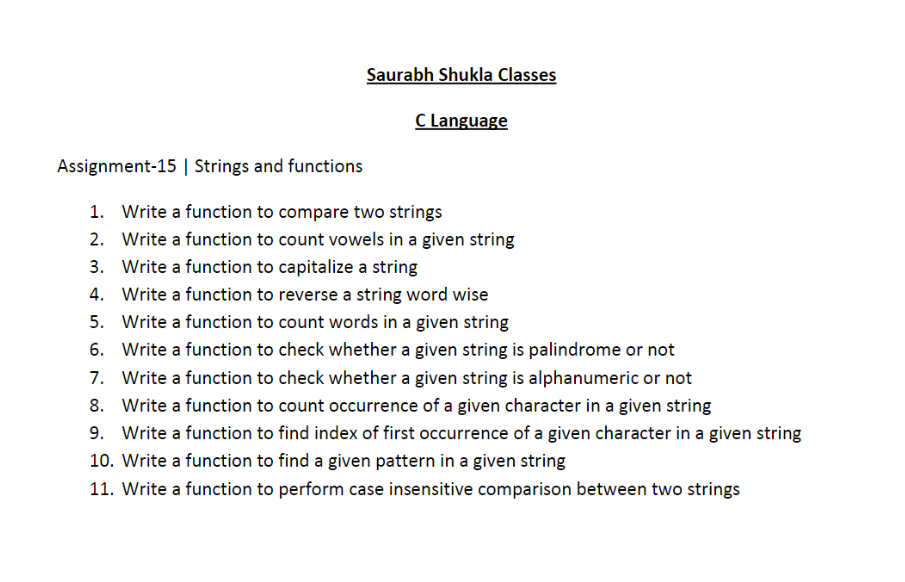 Saurabh Shukla Classes
C Language
Assignment-15 | Strings and functions
1. Write a function to compare two strings
2. Write a function to count vowels in a given string
3. Write a function to capitalize a string
4. Write a function to reverse a string word wise
5. Write a function to count words in a given string
6. Write a function to check whether a given string is palindrome or not
7. Write a function to check whether a given string is alphanumeric or not
8. Write a function to count occurrence of a given character in a given string
9. Write a function to find index of first occurrence of a given character in a given string
10. Write a function to find a given pattern in a given string
11. Write a function to perform case insensitive comparison between two strings